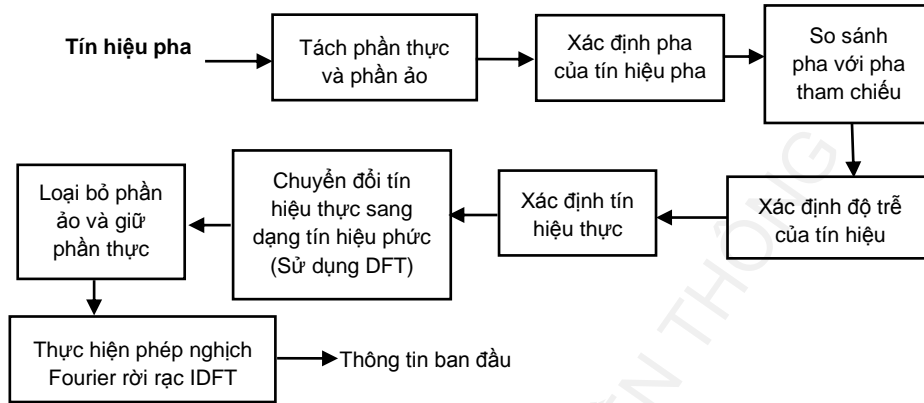 Tín hiệu pha
Tách phần thực
và phần ảo
Xác định pha
của tín hiệu pha
So sánh
pha với pha
tham chiếu
Xác định độ trễ
của tín hiệu
Xác định tín
hiệu thực
Chuyển đổi tín
hiệu thực sang
dạng tín hiệu phức
(Sử dụng DFT)
Loại bỏ phần
ảo và giữ
phần thực
Thực hiện phép nghịch
Fourier rời rạc IDFT
Thông tin ban đầu
THÔNG